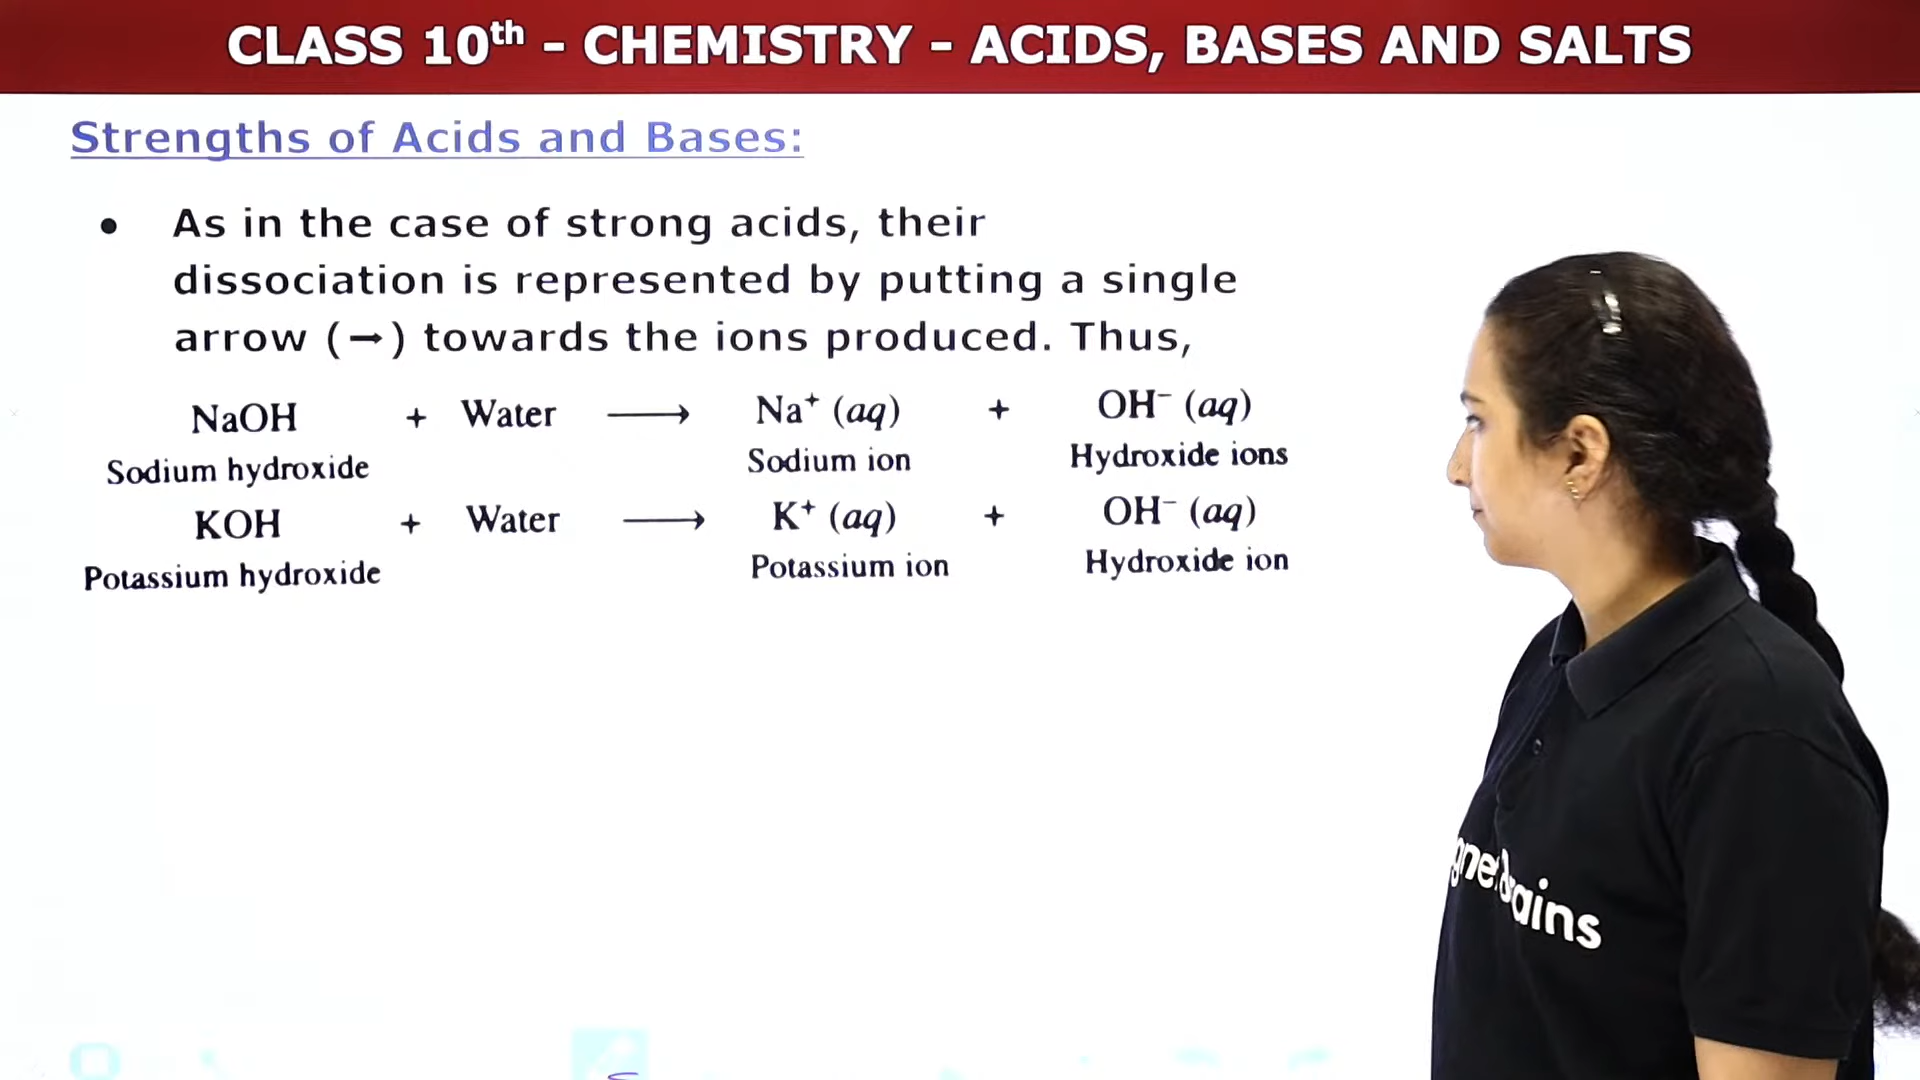 CLASS 10th – CHEMISTRY – ACIDS, BASES AND SALTS
Strengths of Acids and Bases:
• As in the case of strong acids, their
dissociation is represented by putting a single
arrow (→) towards the ions produced. Thus,
NaOH + Water ⟶ Na⁺ (aq) + OH⁻ (aq)
Sodium hydroxide Sodium ion Hydroxide ions
KOH + Water ⟶ K⁺ (aq) + OH⁻ (aq)
Potassium hydroxide Potassium ion Hydroxide ion